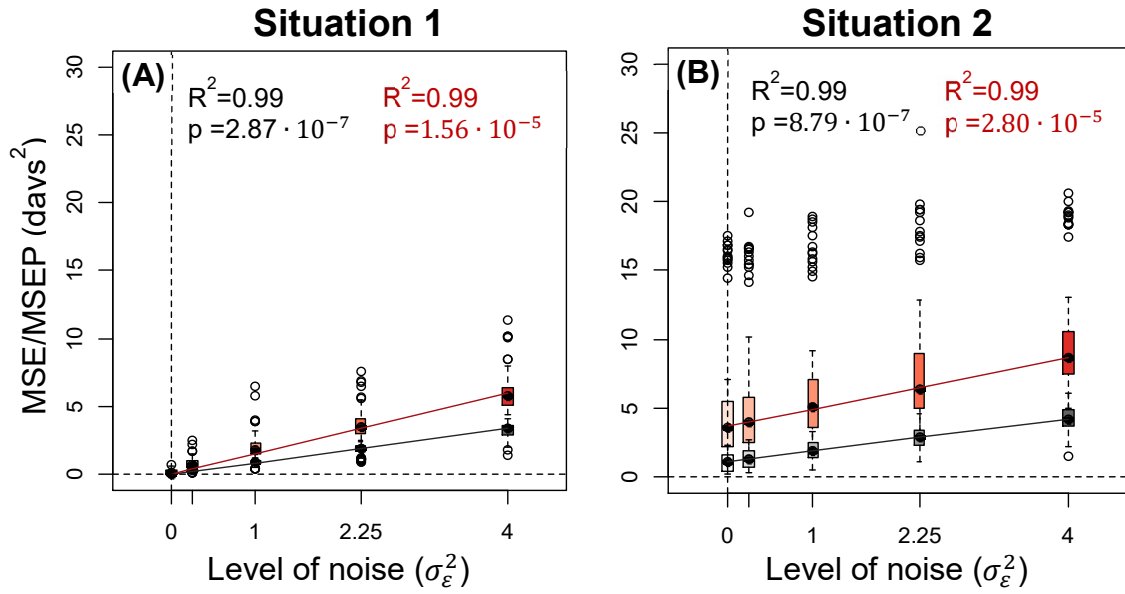 Situation 1
Situation 2
(A)
R²=0.99
p =2.87 · 10⁻⁷
R²=0.99
p =1.56 · 10⁻⁵
(B)
R²=0.99
p =8.79 · 10⁻⁷
R²=0.99
p =2.80 · 10⁻⁵
MSE/MSEP (davs²)
30
25
20
15
10
5
0
30
25
20
15
10
5
0
0 1 2.25 4
0 1 2.25 4
Level of noise (σ²ε)
Level of noise (σ²ε)